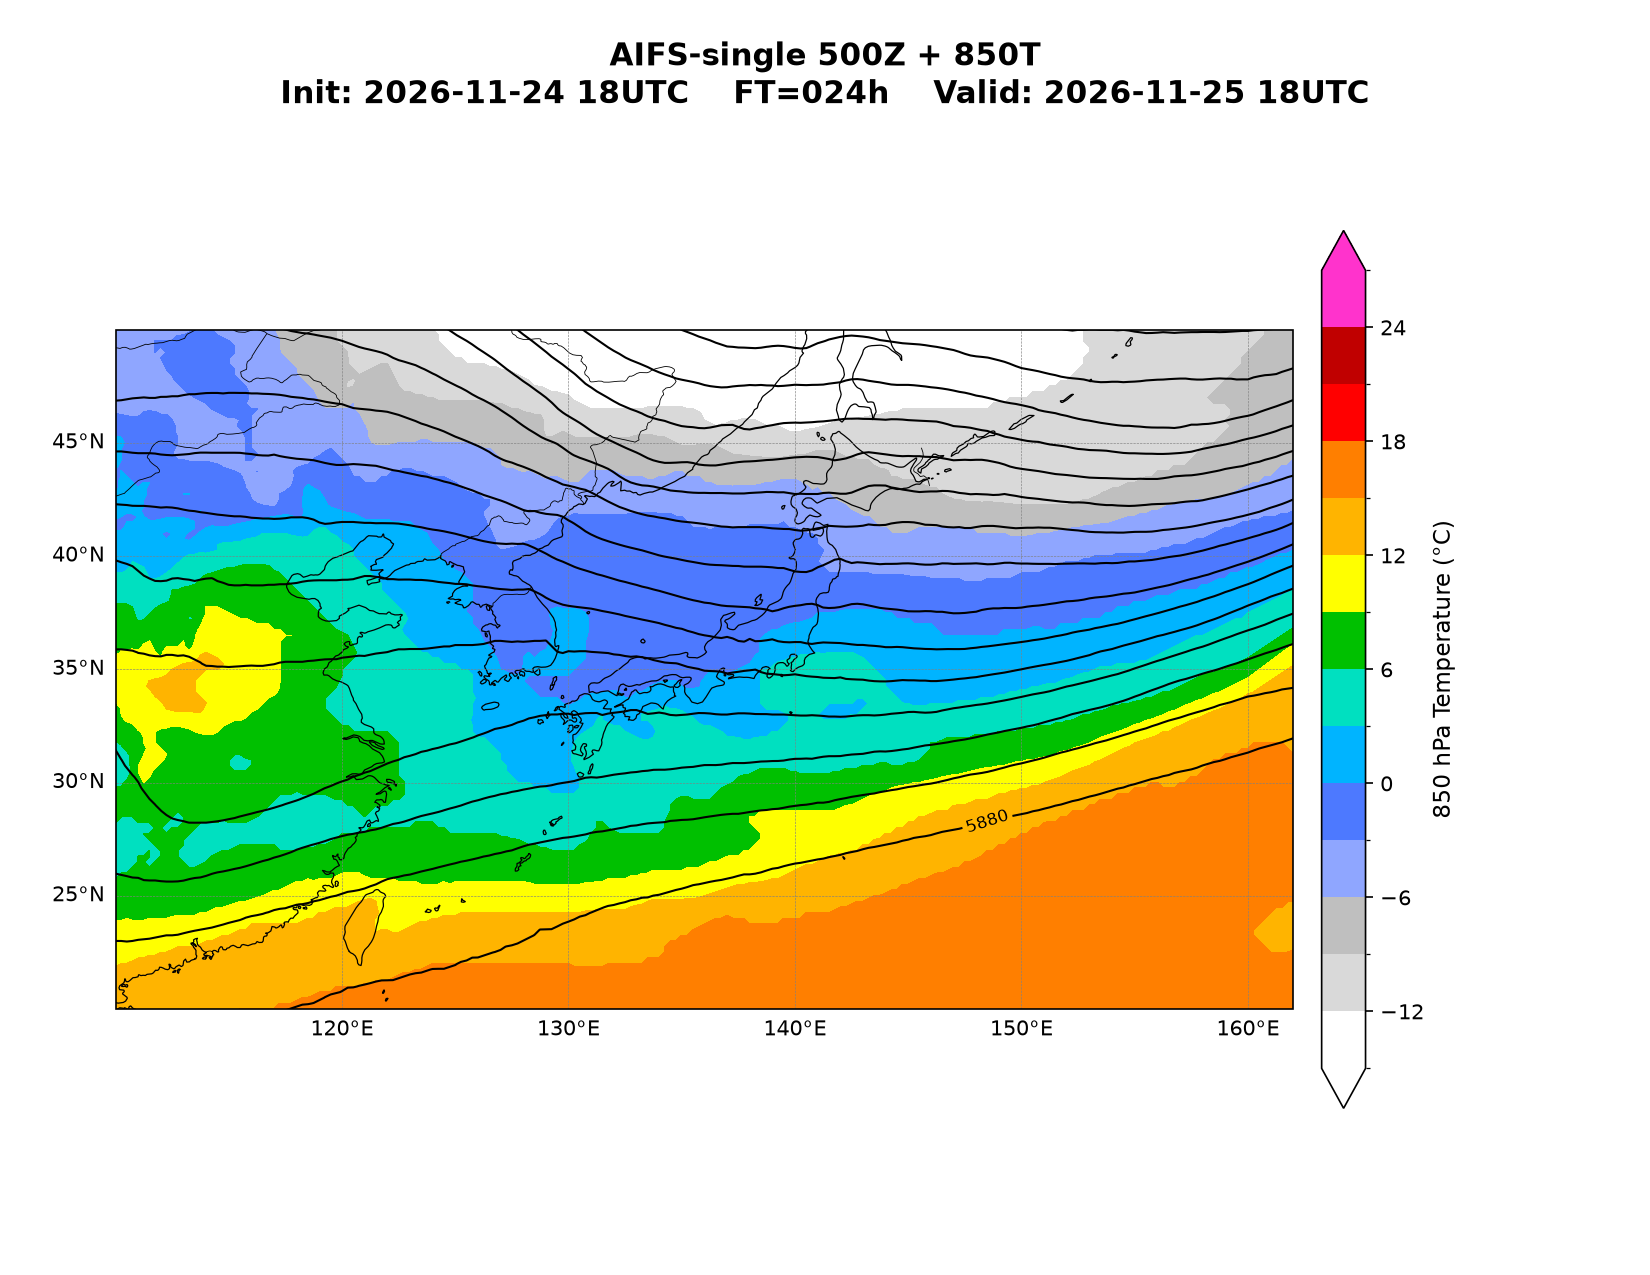 AIFS-single 500Z + 850T
Init: 2026-11-24 18UTC    FT=024h    Valid: 2026-11-25 18UTC
45°N
40°N
35°N
30°N
25°N
120°E
130°E
140°E
150°E
160°E
5880
24
18
12
6
0
−6
−12
850 hPa Temperature (°C)